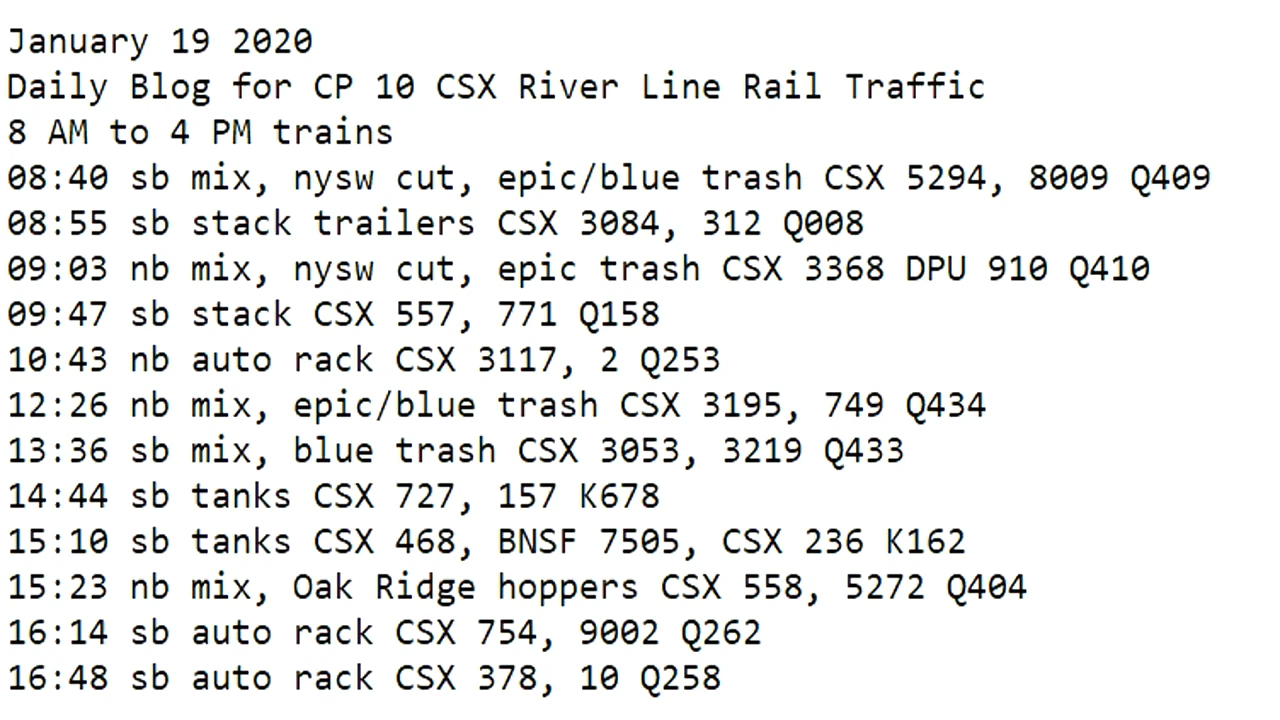 January 19 2020
Daily Blog for CP 10 CSX River Line Rail Traffic
8 AM to 4 PM trains
08:40 sb mix, nysw cut, epic/blue trash CSX 5294, 8009 Q409
08:55 sb stack trailers CSX 3084, 312 Q008
09:03 nb mix, nysw cut, epic trash CSX 3368 DPU 910 Q410
09:47 sb stack CSX 557, 771 Q158
10:43 nb auto rack CSX 3117, 2 Q253
12:26 nb mix, epic/blue trash CSX 3195, 749 Q434
13:36 sb mix, blue trash CSX 3053, 3219 Q433
14:44 sb tanks CSX 727, 157 K678
15:10 sb tanks CSX 468, BNSF 7505, CSX 236 K162
15:23 nb mix, Oak Ridge hoppers CSX 558, 5272 Q404
16:14 sb auto rack CSX 754, 9002 Q262
16:48 sb auto rack CSX 378, 10 Q258